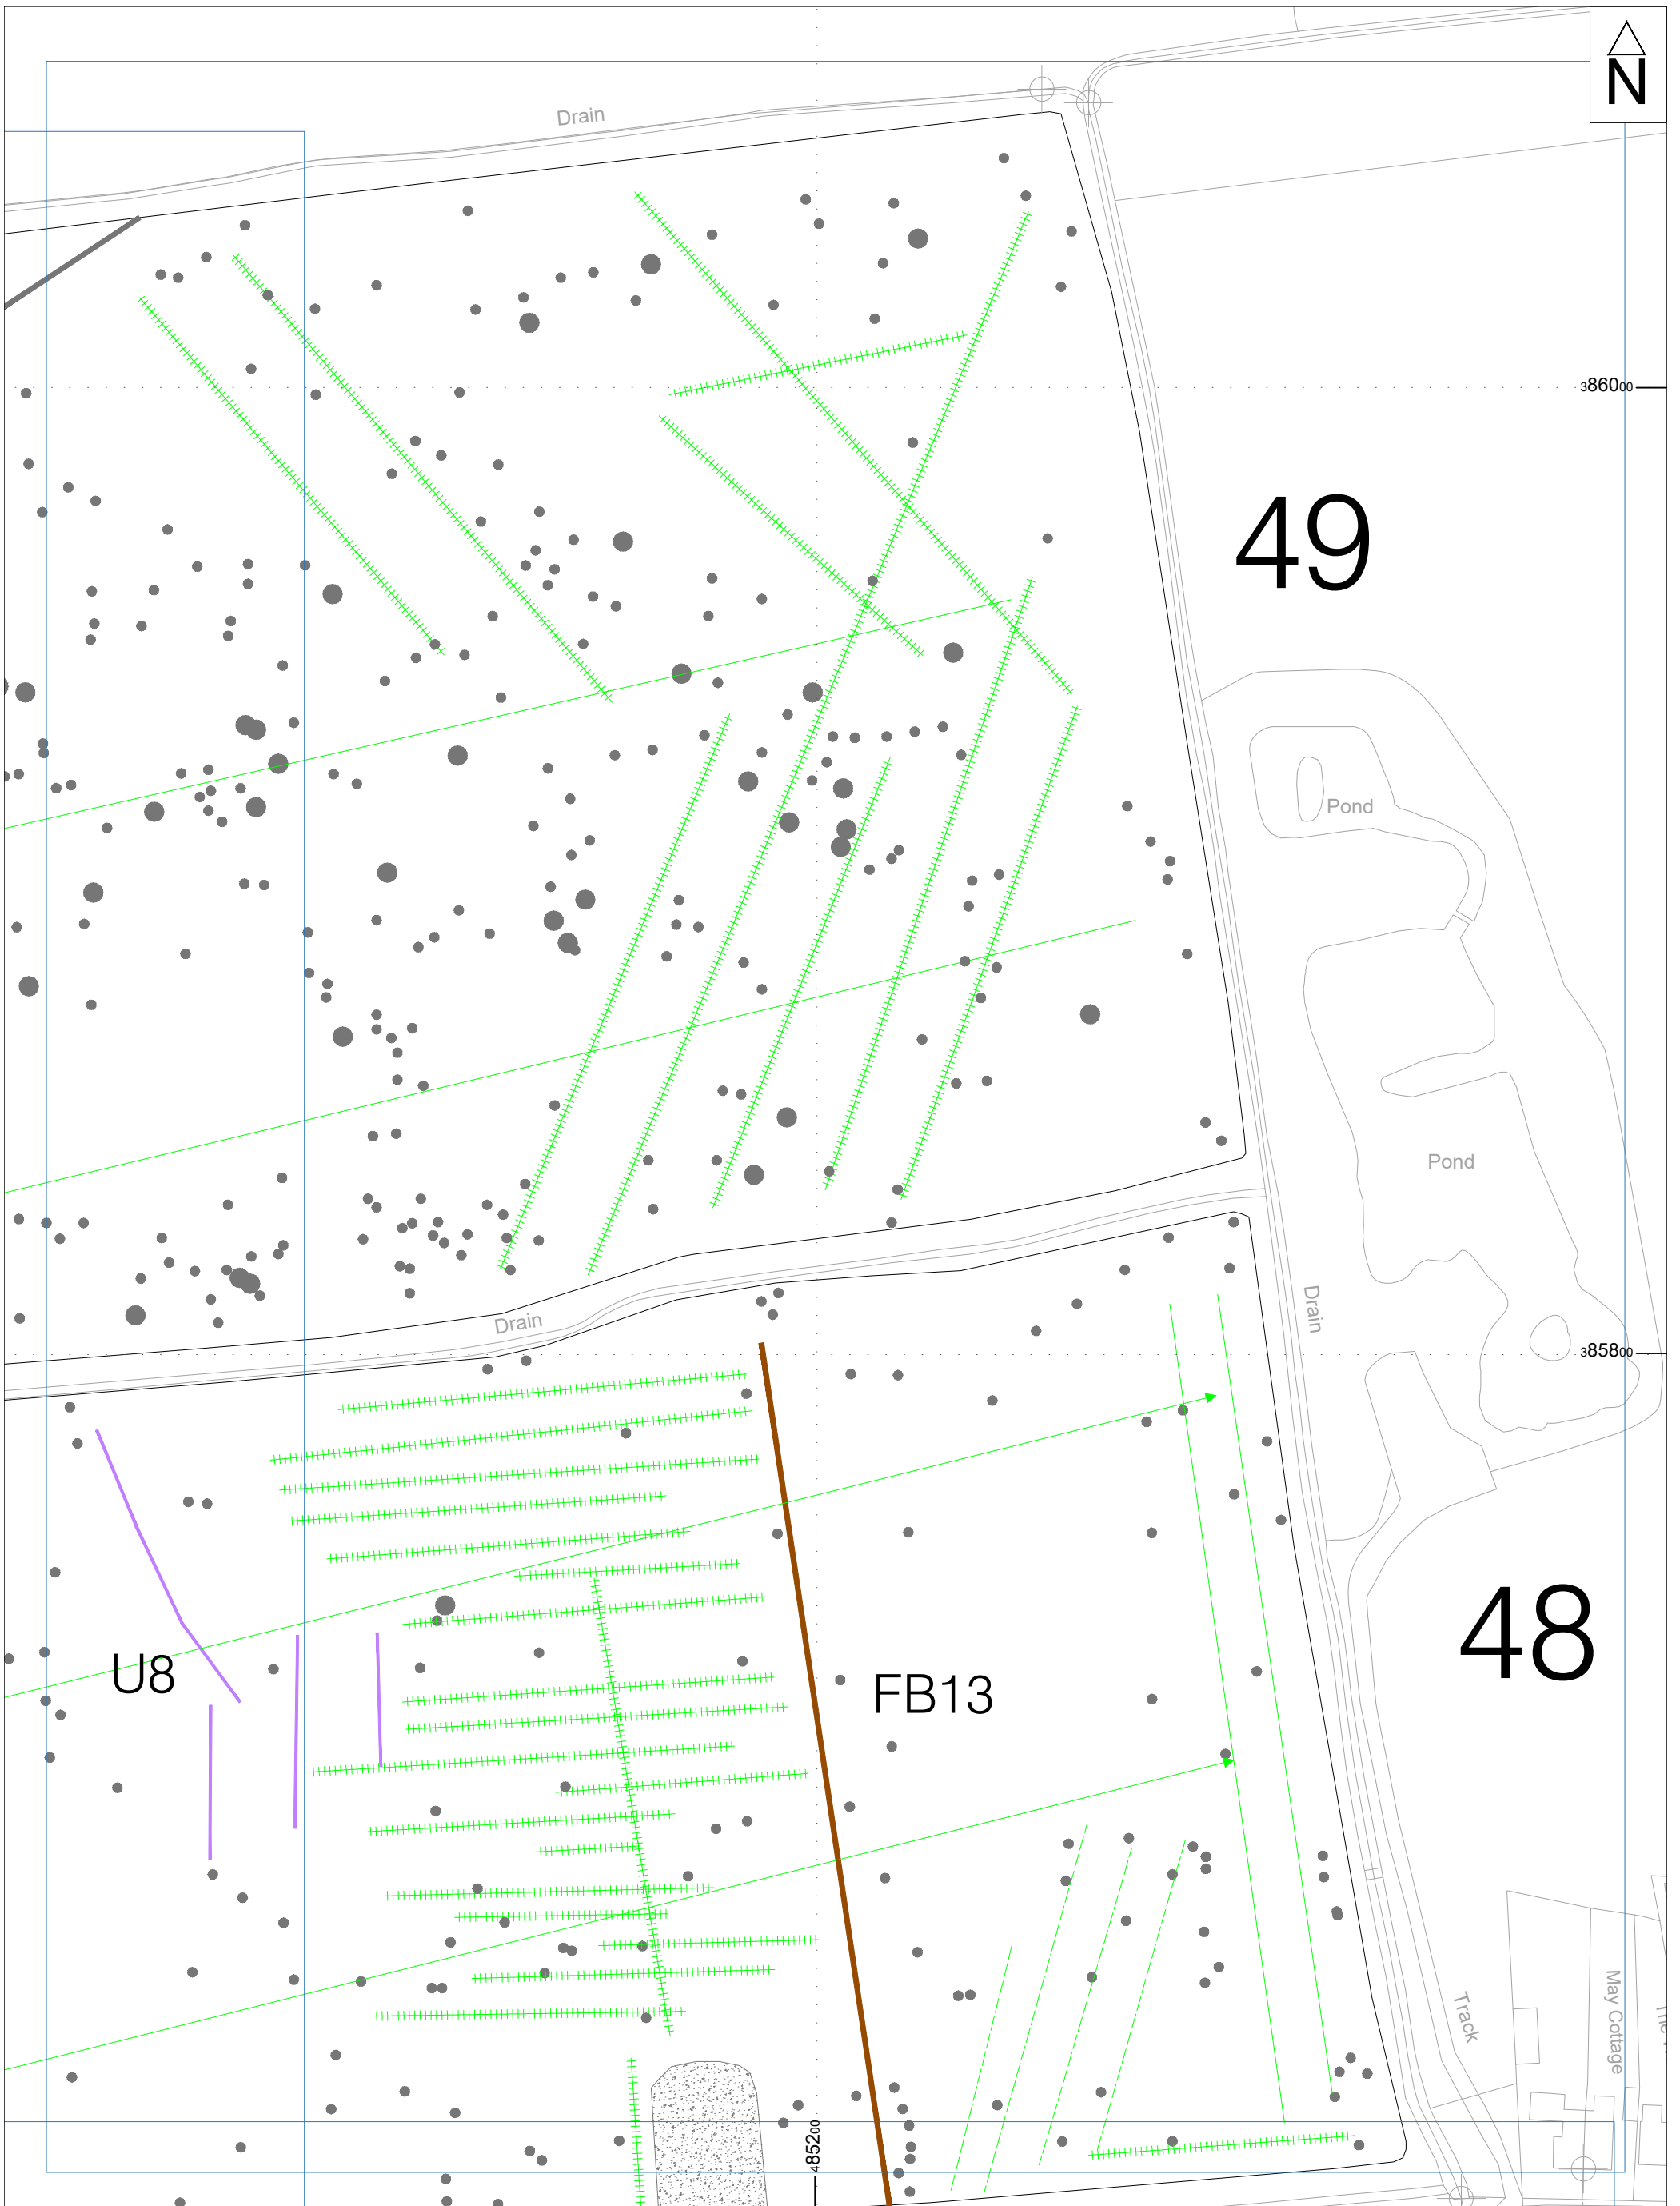 N
Drain
386000
49
Pond
Pond
Drain
Drain
385800
48
U8
FB13
Track
May Cottage
485200